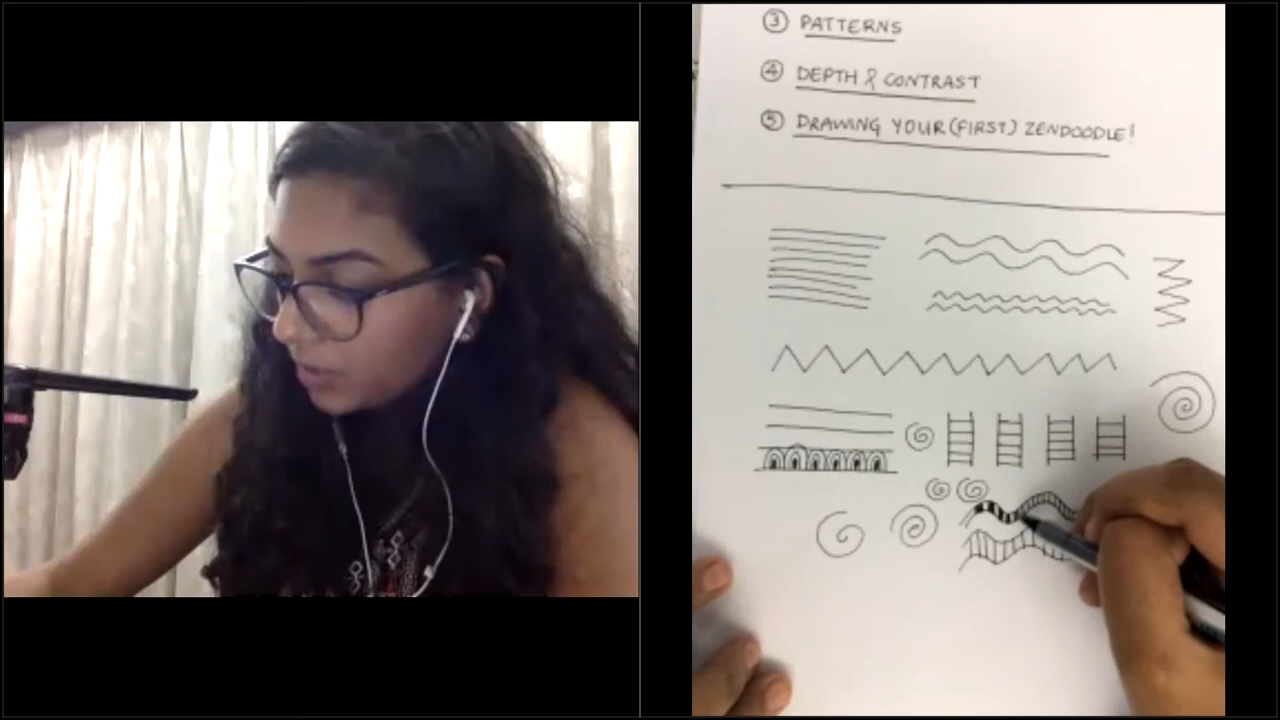 ③ PATTERNS
④ DEPTH & CONTRAST
⑤ DRAWING YOUR (FIRST) ZENDOODLE!